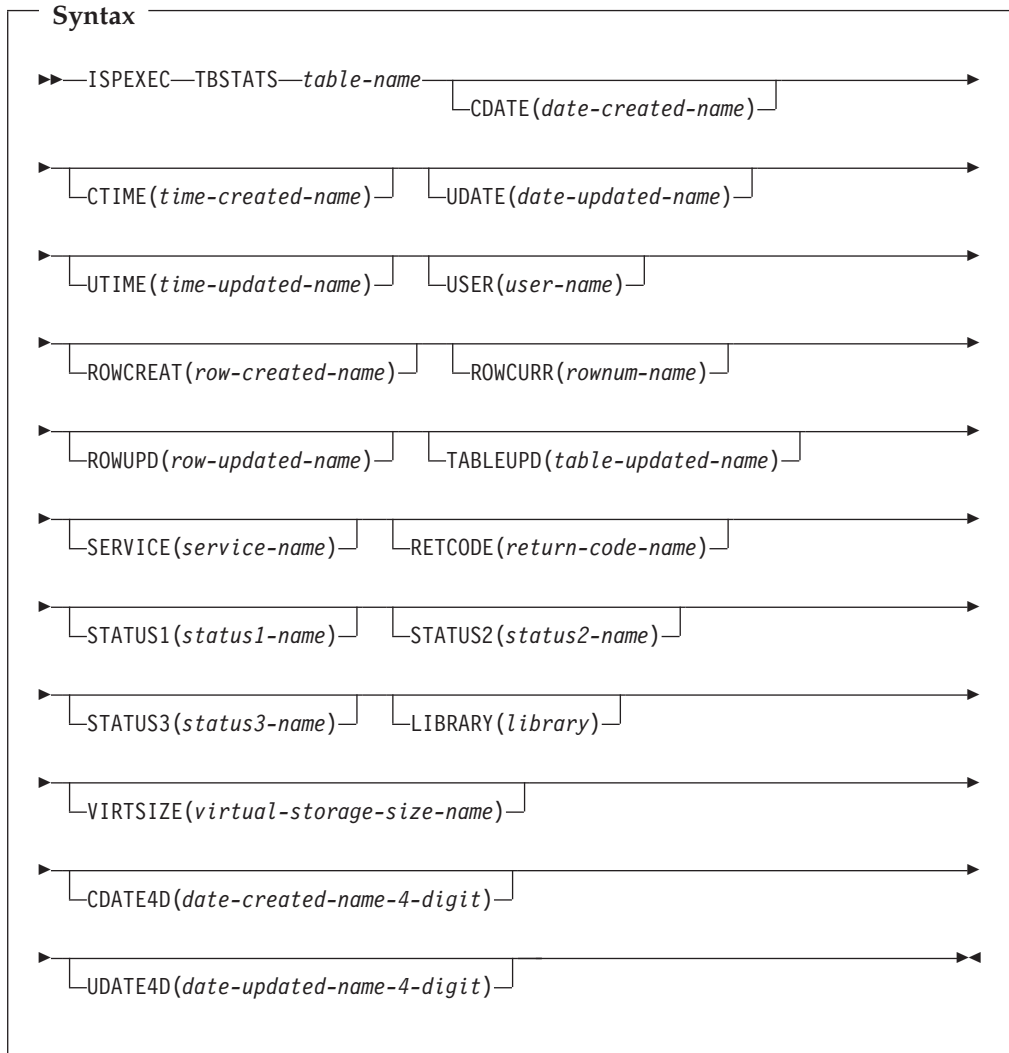 Syntax
ISPEXEC TBSTATS table-name
CDATE(date-created-name)
CTIME(time-created-name) UDATE(date-updated-name)
UTIME(time-updated-name) USER(user-name)
ROWCREAT(row-created-name) ROWCURR(rownum-name)
ROWUPD(row-updated-name) TABLEUPD(table-updated-name)
SERVICE(service-name) RETCODE(return-code-name)
STATUS1(status1-name) STATUS2(status2-name)
STATUS3(status3-name) LIBRARY(library)
VIRTSIZE(virtual-storage-size-name)
CDATE4D(date-created-name-4-digit)
UDATE4D(date-updated-name-4-digit)